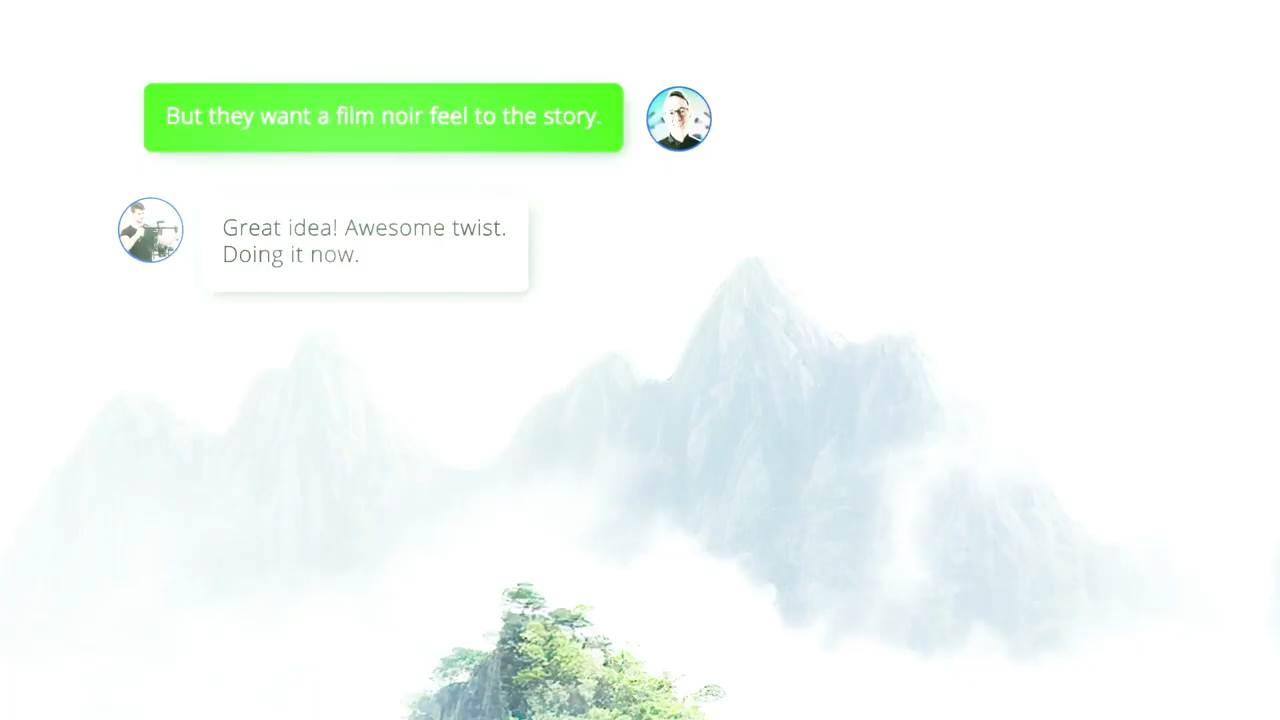 But they want a film noir feel to the story.
Great idea! Awesome twist.
Doing it now.